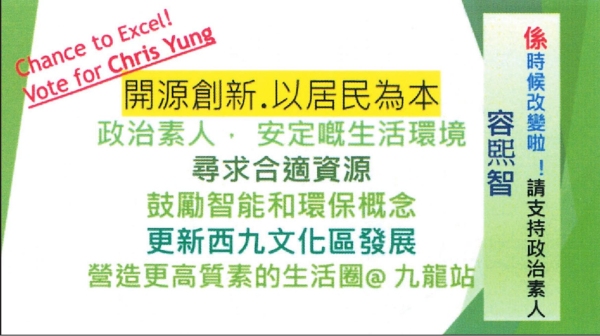 Chance to Excel!
Vote for Chris Yung
開源創新.以居民為本
政治素人， 安定嘅生活環境
尋求合適資源
鼓勵智能和環保概念
更新西九文化區發展
營造更高質素的生活圈@ 九龍站
係時候改變啦！請支持政治素人
容熙智